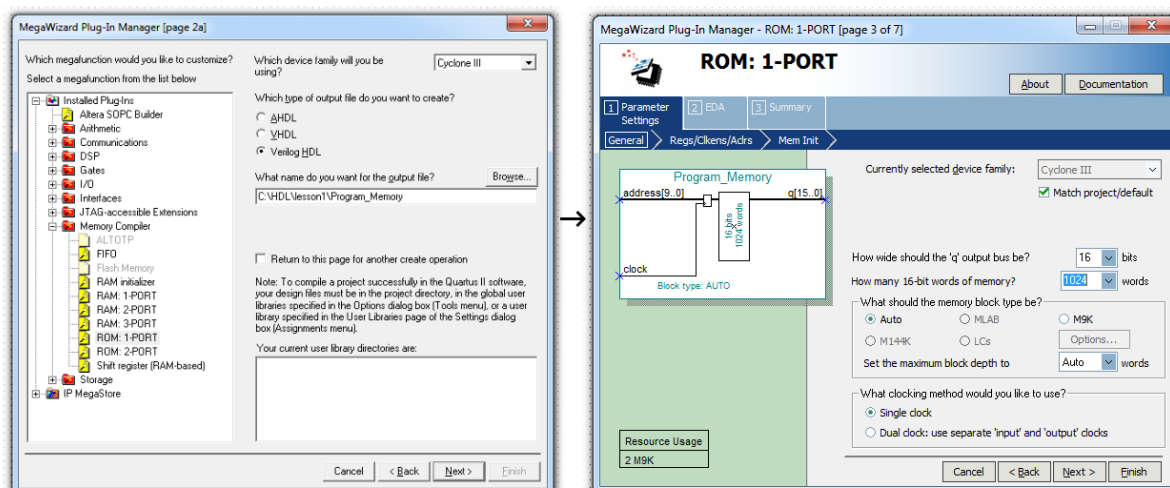 MegaWizard Plug-In Manager [page 2a]
Which megafunction would you like to customize?
Select a megafunction from the list below
Installed Plug-Ins
Altera SOPC Builder
Arithmetic
Communications
DSP
Gates
I/O
Interfaces
JTAG-accessible Extensions
Memory Compiler
ALTOTP
FIFO
Flash Memory
RAM initializer
RAM: 1-PORT
RAM: 2-PORT
RAM: 3-PORT
ROM: 1-PORT
ROM: 2-PORT
Shift register (RAM-based)
Storage
IP MegaStore
Which device family will you be
using?
Cyclone III
Which type of output file do you want to create?
AHDL
VHDL
Verilog HDL
What name do you want for the output file?
Browse...
C:\HDL\lesson1\Program_Memory
Return to this page for another create operation
Note: To compile a project successfully in the Quartus II software,
your design files must be in the project directory, in the global user
libraries specified in the Options dialog box (Tools menu), or a user
library specified in the User Libraries page of the Settings dialog
box (Assignments menu).
Your current user library directories are:
Cancel
< Back
Next >
Finish
→
MegaWizard Plug-In Manager - ROM: 1-PORT [page 3 of 7]
ROM: 1-PORT
About
Documentation
1 Parameter
Settings
2 EDA
3 Summary
General
Regs/Clkens/Adrs
Mem Init
Program_Memory
address[9..0]
q[15..0]
16 bits
1024 words
clock
Block type: AUTO
Resource Usage
2 M9K
Currently selected device family:
Cyclone III
Match project/default
How wide should the 'q' output bus be?
16
bits
How many 16-bit words of memory?
1024
words
What should the memory block type be?
Auto
MLAB
M9K
M144K
LCs
Options...
Set the maximum block depth to
Auto
words
What clocking method would you like to use?
Single clock
Dual clock: use separate 'input' and 'output' clocks
Cancel
< Back
Next >
Finish